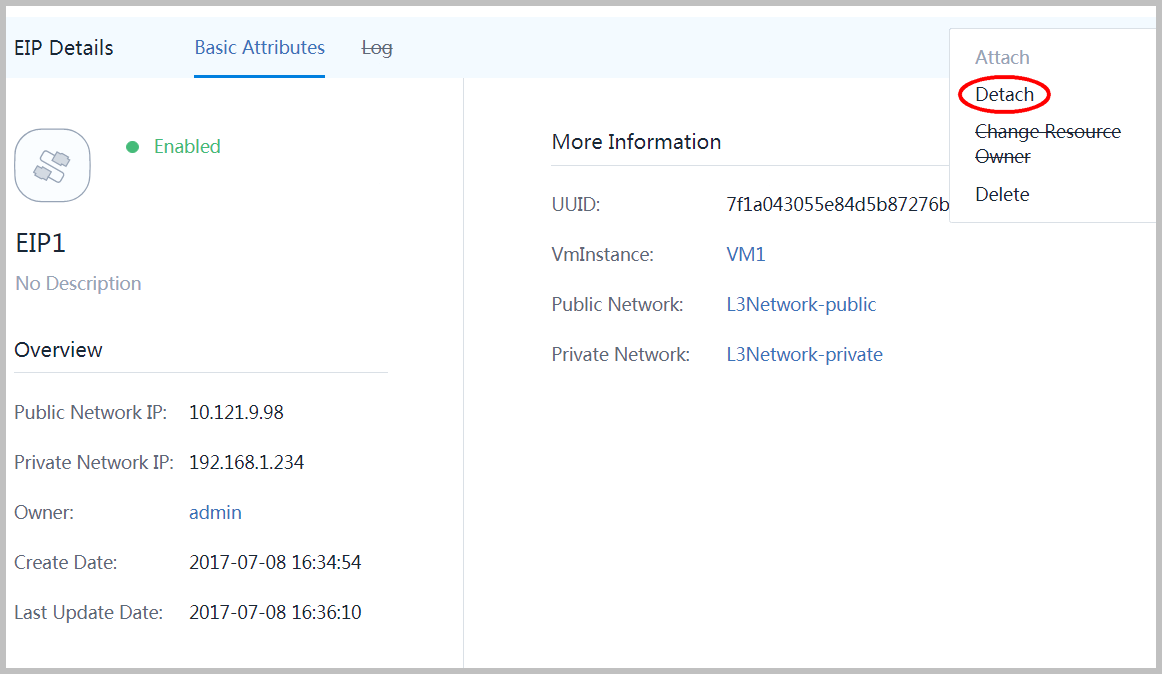 EIP Details
Basic Attributes
Log
Attach
Detach
Change Resource
Owner
Delete
Enabled
EIP1
No Description
Overview
Public Network IP: 10.121.9.98
Private Network IP: 192.168.1.234
Owner: admin
Create Date: 2017-07-08 16:34:54
Last Update Date: 2017-07-08 16:36:10
More Information
UUID: 7f1a043055e84d5b87276b
VmInstance: VM1
Public Network: L3Network-public
Private Network: L3Network-private